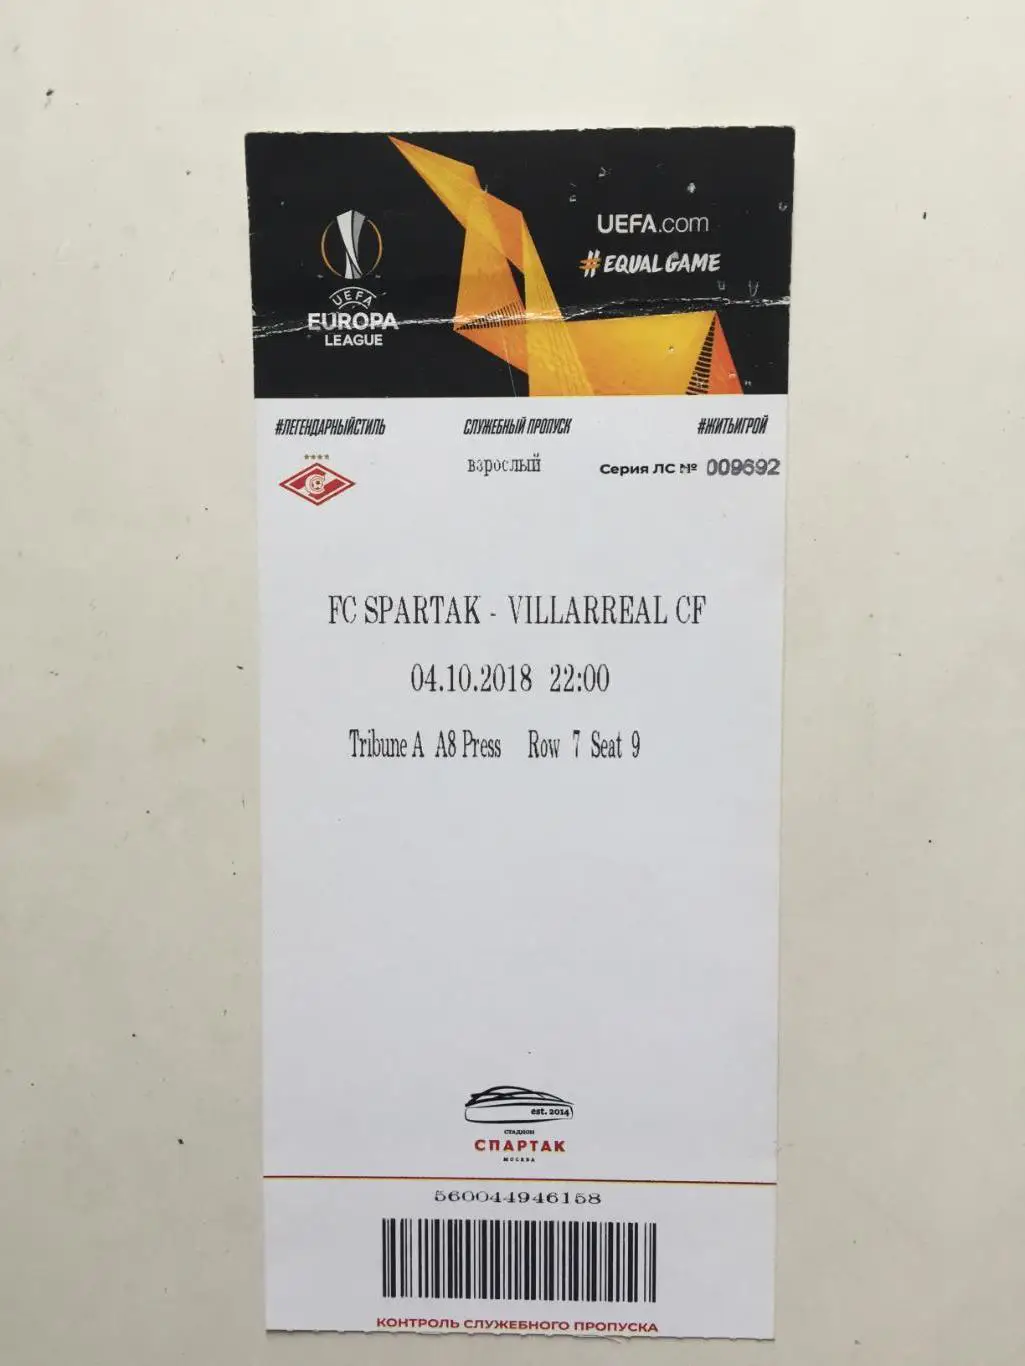 UEFA.com
#EQUALGAME
UEFA
EUROPA
LEAGUE
#ЛЕГЕНДАРНЫЙСТИЛЬ СЛУЖЕБНЫЙ ПРОПУСК #ЖИТЬИГРОЙ
взрослый Серия ЛС № 009692
FC SPARTAK - VILLARREAL CF
04.10.2018 22:00
Tribune A A8 Press Row 7 Seat 9
est. 2014
СТАДИОН
СПАРТАК
МОСКВА
560044946158
КОНТРОЛЬ СЛУЖЕБНОГО ПРОПУСКА